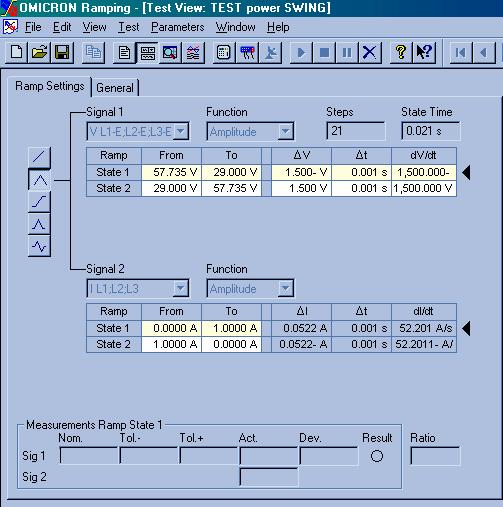 OMICRON Ramping - [Test View: TEST power SWING]
File Edit View Test Parameters Window Help
Ramp Settings General
Signal 1 Function Steps State Time
V L1-E;L2-E;L3-E Amplitude 21 0.021 s
Ramp From To ΔV Δt dV/dt
State 1 57.735 V 29.000 V 1.500- V 0.001 s 1,500.000-
State 2 29.000 V 57.735 V 1.500 V 0.001 s 1,500.000 V
Signal 2 Function
I L1;L2;L3 Amplitude
Ramp From To ΔI Δt dI/dt
State 1 0.0000 A 1.0000 A 0.0522 A 0.001 s 52.201 A/s
State 2 1.0000 A 0.0000 A 0.0522- A 0.001 s 52.2011- A/
Measurements Ramp State 1
Nom. Tol.- Tol.+ Act. Dev. Result Ratio
Sig 1
Sig 2